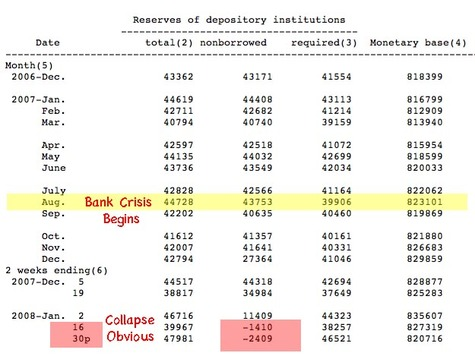 Reserves of depository institutions
Date total(2) nonborrowed required(3) Monetary base(4)
Month(5)
2006-Dec. 43362 43171 41554 818399
2007-Jan. 44619 44408 43113 816799
Feb. 42711 42682 41214 812909
Mar. 40794 40740 39159 813940
Apr. 42597 42518 41072 815954
May 44135 44032 42699 818599
June 43736 43549 42034 820033
July 42828 42566 41164 822062
Aug. Bank Crisis 44728 43753 39906 823101
Sep. Begins 42202 40635 40460 819869
Oct. 41612 41357 40161 821880
Nov. 42007 41641 40331 826683
Dec. 42794 27364 41046 829859
2 weeks ending(6)
2007-Dec. 5 44517 44318 42694 828877
19 38817 34984 37649 825283
2008-Jan. 2 Collapse 46716 11409 44323 835607
16 Obvious 39967 -1410 38257 827319
30p 47981 -2409 46521 820716